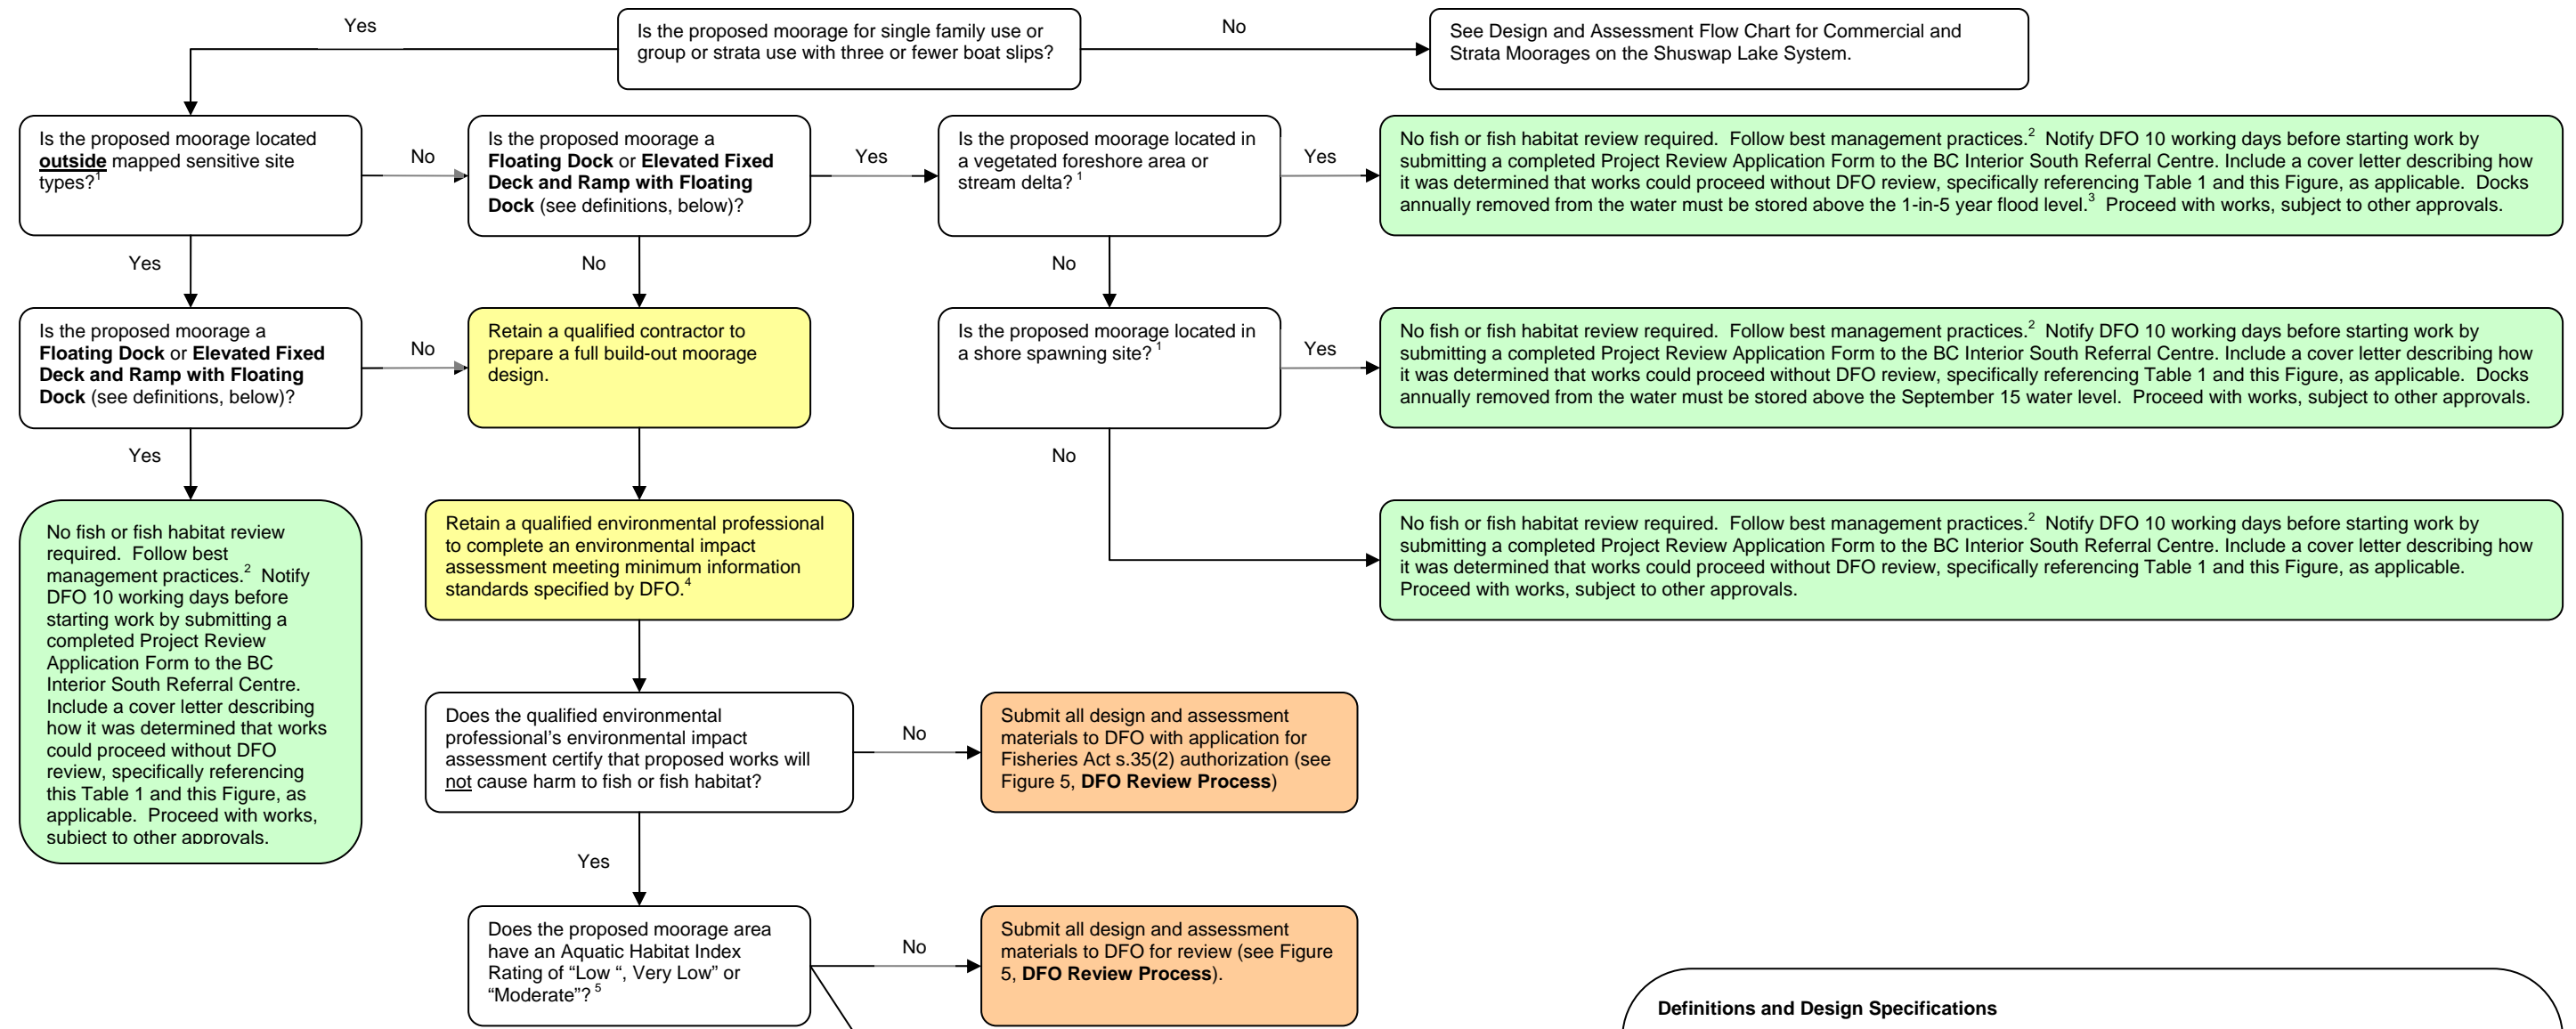 Yes
Is the proposed moorage for single family use or
group or strata use with three or fewer boat slips?
No
See Design and Assessment Flow Chart for Commercial and
Strata Moorages on the Shuswap Lake System.
Is the proposed moorage located
outside mapped sensitive site
types?1
No
Is the proposed moorage a
Floating Dock or Elevated Fixed
Deck and Ramp with Floating
Dock (see definitions, below)?
Yes
Is the proposed moorage located in
a vegetated foreshore area or
stream delta? 1
Yes
No fish or fish habitat review required.  Follow best management practices.2  Notify DFO 10 working days before starting work by
submitting a completed Project Review Application Form to the BC Interior South Referral Centre. Include a cover letter describing how
it was determined that works could proceed without DFO review, specifically referencing Table 1 and this Figure, as applicable.  Docks
annually removed from the water must be stored above the 1-in-5 year flood level.3  Proceed with works, subject to other approvals.
Yes
No
No
Is the proposed moorage a
Floating Dock or Elevated Fixed
Deck and Ramp with Floating
Dock (see definitions, below)?
No
Retain a qualified contractor to
prepare a full build-out moorage
design.
Is the proposed moorage located in
a shore spawning site? 1
Yes
No fish or fish habitat review required.  Follow best management practices.2  Notify DFO 10 working days before starting work by
submitting a completed Project Review Application Form to the BC Interior South Referral Centre. Include a cover letter describing how
it was determined that works could proceed without DFO review, specifically referencing Table 1 and this Figure, as applicable.  Docks
annually removed from the water must be stored above the September 15 water level.  Proceed with works, subject to other approvals.
Yes
No
No fish or fish habitat review
required.  Follow best
management practices.2  Notify
DFO 10 working days before
starting work by submitting a
completed Project Review
Application Form to the BC
Interior South Referral Centre.
Include a cover letter describing
how it was determined that works
could proceed without DFO
review, specifically referencing
this Table 1 and this Figure, as
applicable.  Proceed with works,
subject to other approvals.
Retain a qualified environmental professional
to complete an environmental impact
assessment meeting minimum information
standards specified by DFO.4
No fish or fish habitat review required.  Follow best management practices.2  Notify DFO 10 working days before starting work by
submitting a completed Project Review Application Form to the BC Interior South Referral Centre. Include a cover letter describing how
it was determined that works could proceed without DFO review, specifically referencing Table 1 and this Figure, as applicable.
Proceed with works, subject to other approvals.
Does the qualified environmental
professional’s environmental impact
assessment certify that proposed works will
not cause harm to fish or fish habitat?
No
Submit all design and assessment
materials to DFO with application for
Fisheries Act s.35(2) authorization (see
Figure 5, DFO Review Process)
Yes
Does the proposed moorage area
have an Aquatic Habitat Index
Rating of “Low “, Very Low” or
“Moderate”? 5
No
Submit all design and assessment
materials to DFO for review (see Figure
5, DFO Review Process).
Definitions and Design Specifications